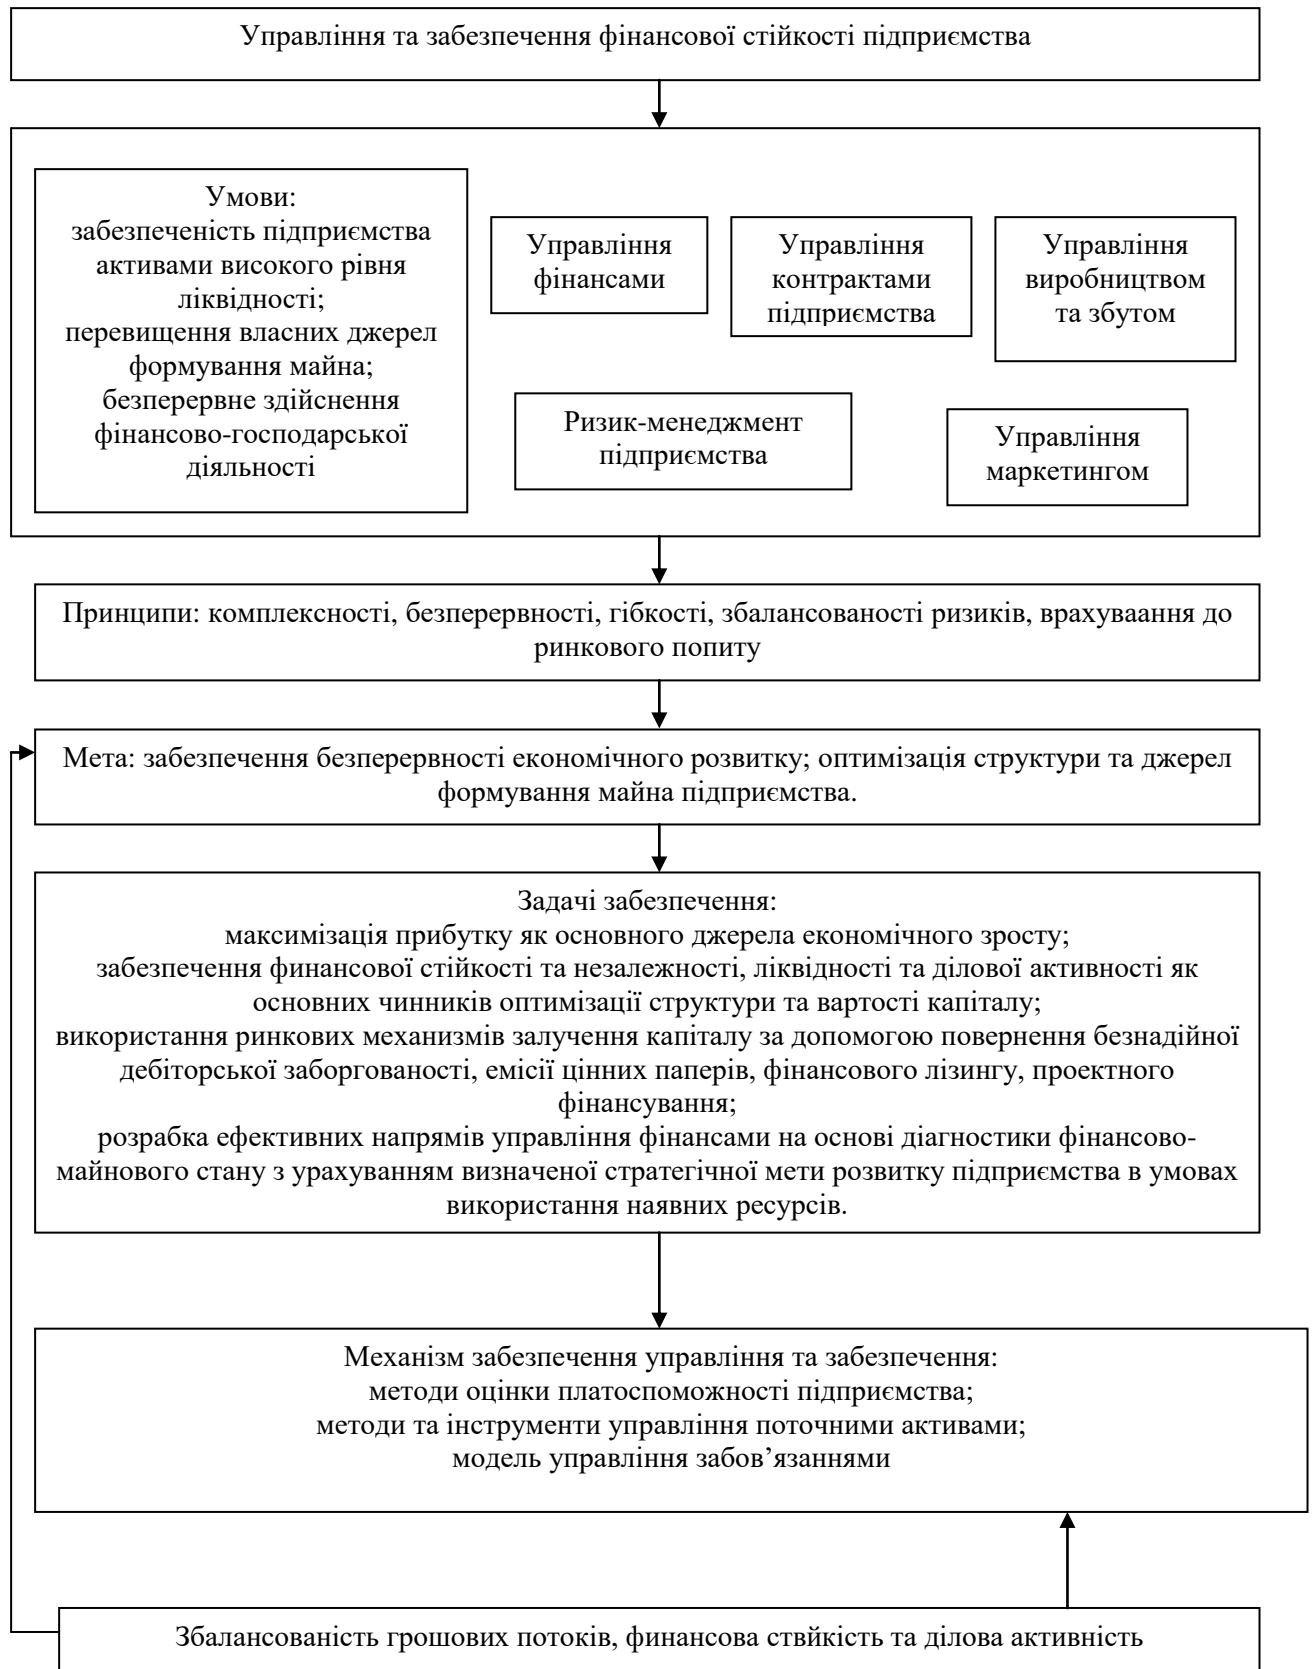 Управління та забезпечення фінансової стійкості підприємства
Умови:
забезпеченість підприємства
активами високого рівня
ліквідності;
перевищення власних джерел
формування майна;
безперервне здійснення
фінансово-господарської
діяльності
Управління
фінансами
Управління
контрактами
підприємства
Управління
виробництвом
та збутом
Ризик-менеджмент
підприємства
Управління
маркетингом
Принципи: комплексності, безперервності, гібкості, збалансованості ризиків, врахуваання до
ринкового попиту
Мета: забезпечення безперервності економічного розвитку; оптимізація структури та джерел
формування майна підприємства.
Задачі забезпечення:
максимізація прибутку як основного джерела економічного зросту;
забезпечення финансової стійкості та незалежності, ліквідності та ділової активності як
основних чинників оптимізації структури та вартості капіталу;
використання ринкових механізмів залучення капіталу за допомогою повернення безнадійної
дебіторської заборгованості, емісії цінних паперів, фінансового лізингу, проектного
фінансування;
розрабка ефективних напрямів управління фінансами на основі діагностики фінансово-
майнового стану з урахуванням визначеної стратегічної мети розвитку підприємства в умовах
використання наявних ресурсів.
Механізм забезпечення управління та забезпечення:
методи оцінки платоспоможності підприємства;
методи та інструменти управління поточними активами;
модель управління забов’язаннями
Збалансованість грошових потоків, финансова ствйкість та ділова активність